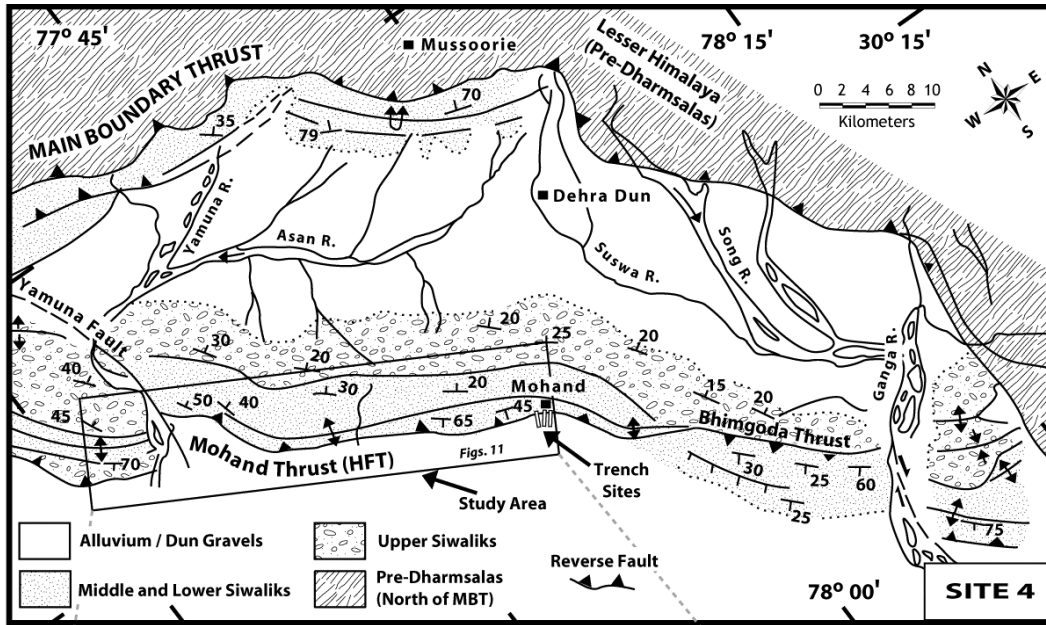 77° 45'
78° 15'
30° 15'
Mussoorie
Lesser Himalaya
(Pre-Dharmsalas)
MAIN BOUNDARY THRUST
N
E
W
S
0 2 4 6 8 10
Kilometers
70
35
79
Yamuna R.
Asan R.
Dehra Dun
Suswa R.
Song R.
Ganga R.
Yamuna Fault
20
20
30
25
20
20
40
30
20
15
20
50
40
45
65
45
70
Mohand
Bhimgoda Thrust
Mohand Thrust (HFT)
Figs. 11
Trench
Sites
Study Area
30
25
60
25
75
Alluvium / Dun Gravels
Upper Siwaliks
Middle and Lower Siwaliks
Pre-Dharmsalas
(North of MBT)
Reverse Fault
78° 00'
SITE 4